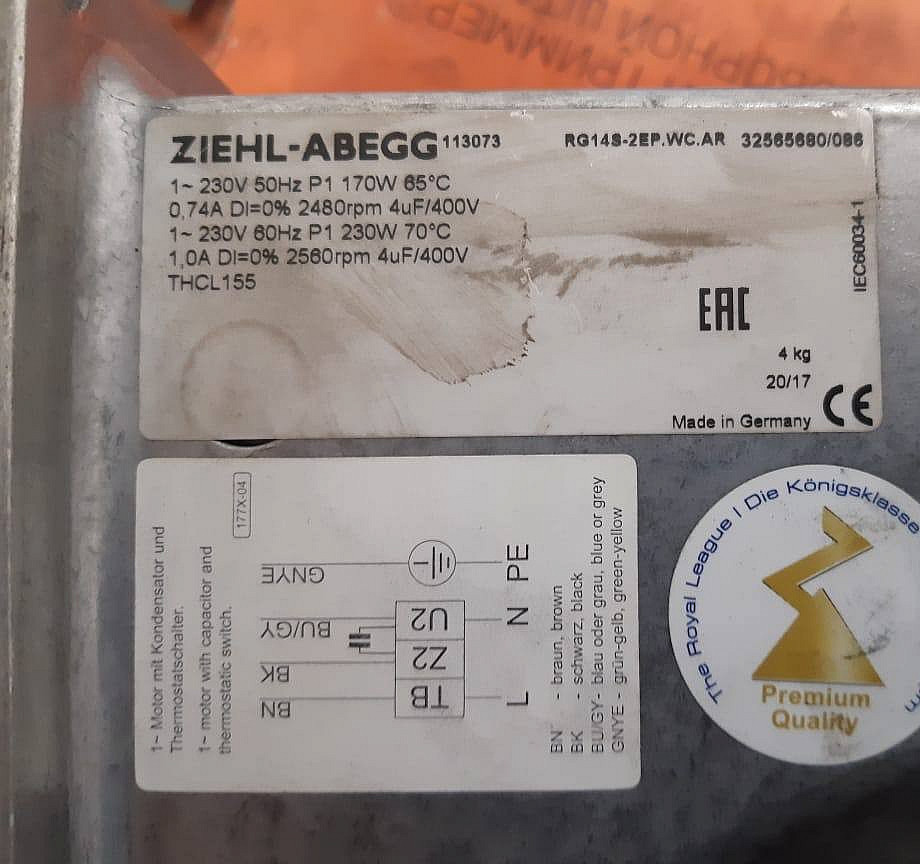 ZIEHL-ABEGG 113073 RG14S-2EP.WC.AR 32565680/086
1~ 230V 50Hz P1 170W 65°C
0,74A DI=0% 2480rpm 4uF/400V
1~ 230V 60Hz P1 230W 70°C
1,0A DI=0% 2560rpm 4uF/400V
THCL155
IEC60034-1
EAC
4 kg
20/17
Made in Germany CE
1~ Motor mit Kondensator und
Thermostatschalter.
1~ motor with capacitor and
thermostatic switch.
177X-04
GNYE PE
BU/GY U2 N
BK Z2
BN TB L
BN - braun, brown
BK - schwarz, black
BU/GY - blau oder grau, blue or grey
GNYE - grün-gelb, green-yellow
The Royal League | Die Königsklasse
Premium
Quality